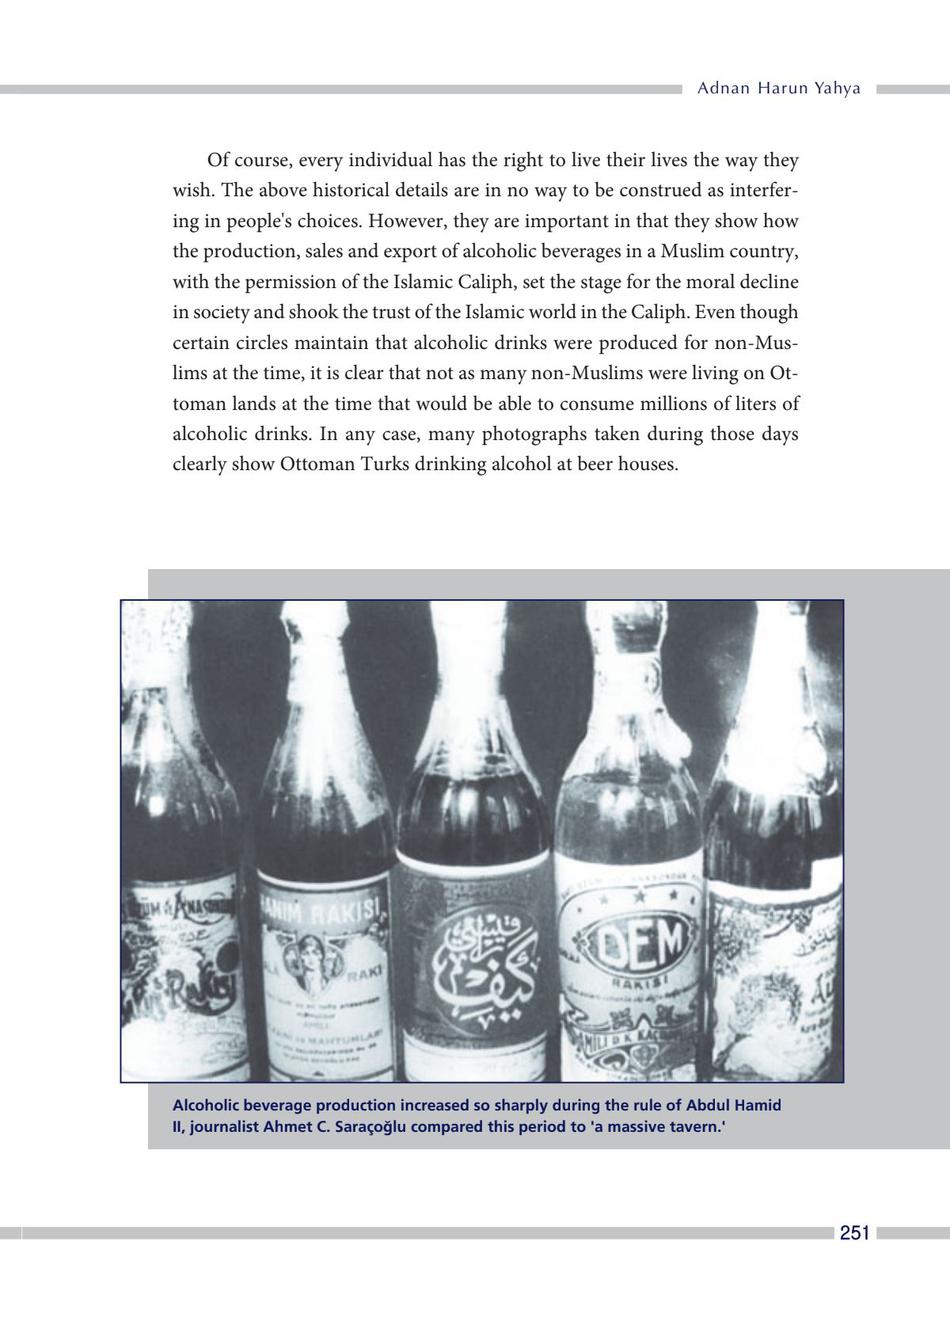 Adnan Harun Yahya
Of course, every individual has the right to live their lives the way they
wish. The above historical details are in no way to be construed as interfer-
ing in people's choices. However, they are important in that they show how
the production, sales and export of alcoholic beverages in a Muslim country,
with the permission of the Islamic Caliph, set the stage for the moral decline
in society and shook the trust of the Islamic world in the Caliph. Even though
certain circles maintain that alcoholic drinks were produced for non-Mus-
lims at the time, it is clear that not as many non-Muslims were living on Ot-
toman lands at the time that would be able to consume millions of liters of
alcoholic drinks. In any case, many photographs taken during those days
clearly show Ottoman Turks drinking alcohol at beer houses.
ANIM RAKISI
RAKI
كيف
DEM
RAKISI
Alcoholic beverage production increased so sharply during the rule of Abdul Hamid
II, journalist Ahmet C. Saraçoğlu compared this period to 'a massive tavern.'
251